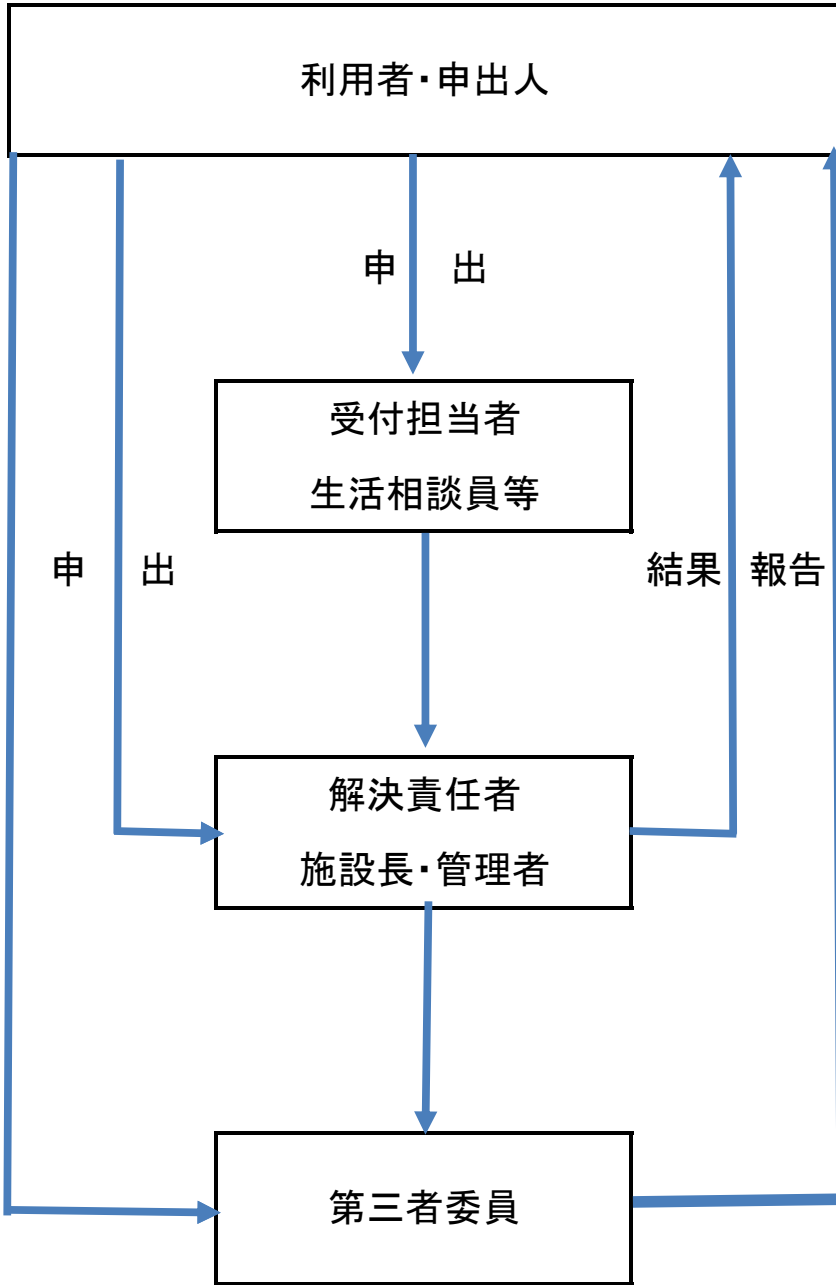 利用者・申出人
申 出
受付担当者
生活相談員等
申 出
結果 報告
解決責任者
施設長・管理者
第三者委員